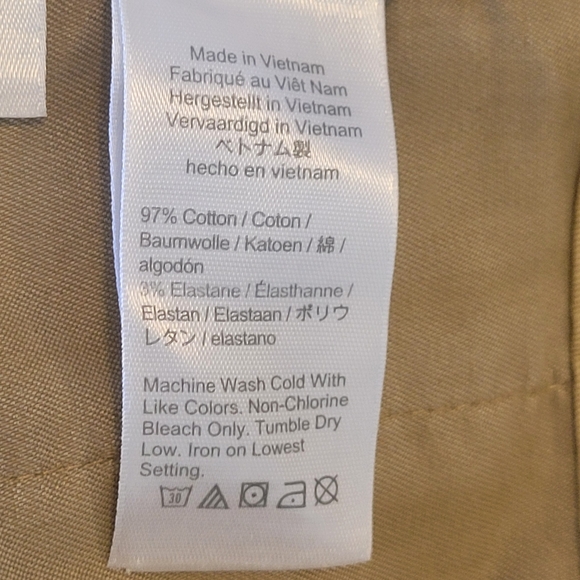 Made in Vietnam
Fabriqué au Viêt Nam
Hergestellt in Vietnam
Vervaardigd in Vietnam
ベトナム製
hecho en vietnam
97% Cotton / Coton /
Baumwolle / Katoen / 綿 /
algodón
3% Elastane / Élasthanne /
Elastan / Elastaan / ポリウ
レタン / elastano
Machine Wash Cold With
Like Colors. Non-Chlorine
Bleach Only. Tumble Dry
Low. Iron on Lowest
Setting.
30